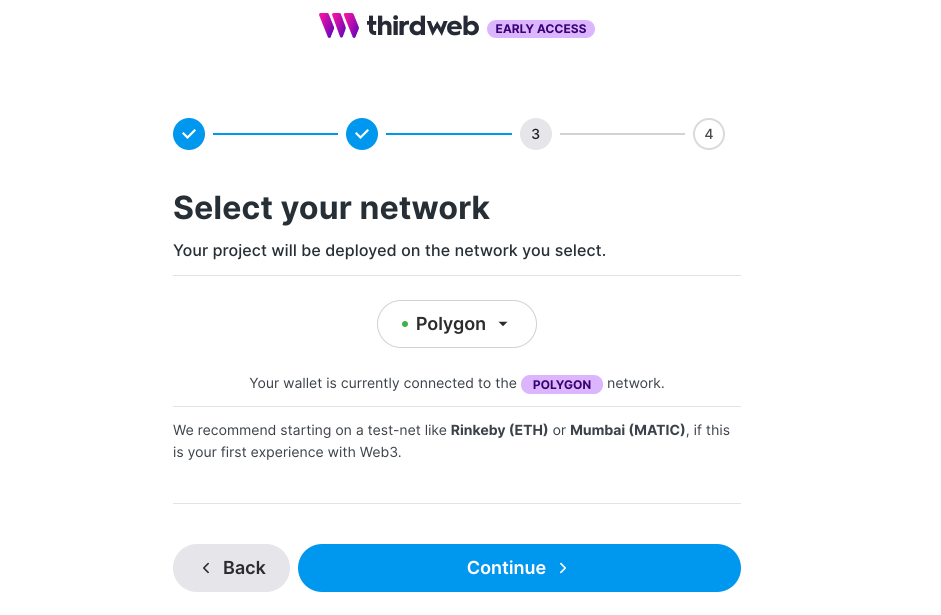 thirdweb EARLY ACCESS
3 4
Select your network
Your project will be deployed on the network you select.
Polygon
Your wallet is currently connected to the POLYGON network.
We recommend starting on a test-net like Rinkeby (ETH) or Mumbai (MATIC), if this
is your first experience with Web3.
Back Continue